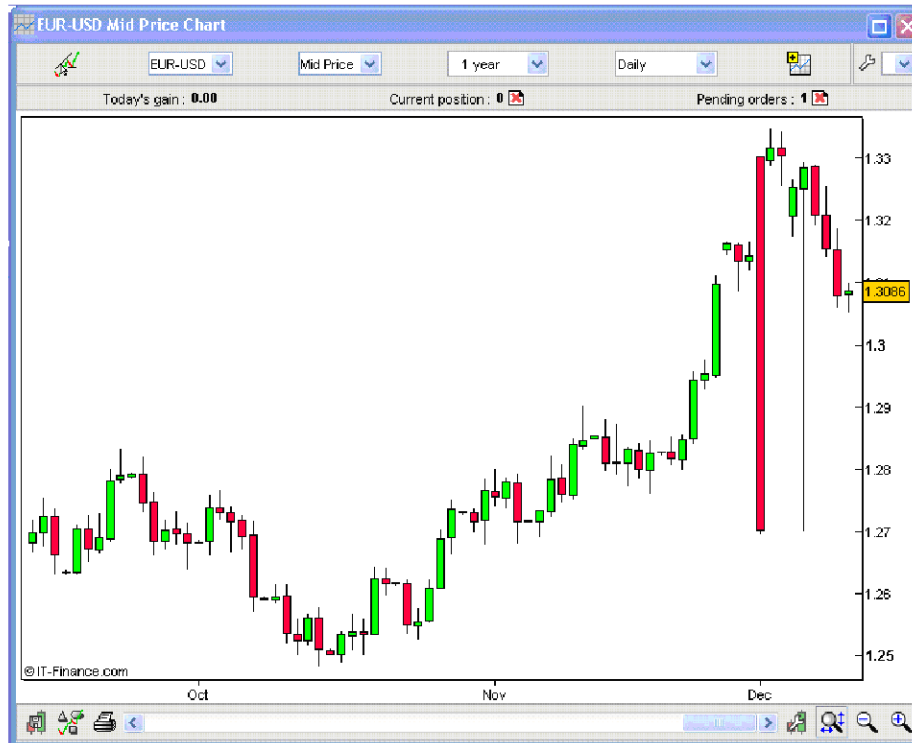 EUR-USD Mid Price Chart
EUR-USD Mid Price 1 year Daily
Today's gain : 0.00 Current position : 0 Pending orders : 1
1.33
1.32
1.3086
1.3
1.29
1.28
1.27
1.26
1.25
© IT-Finance.com
Oct Nov Dec